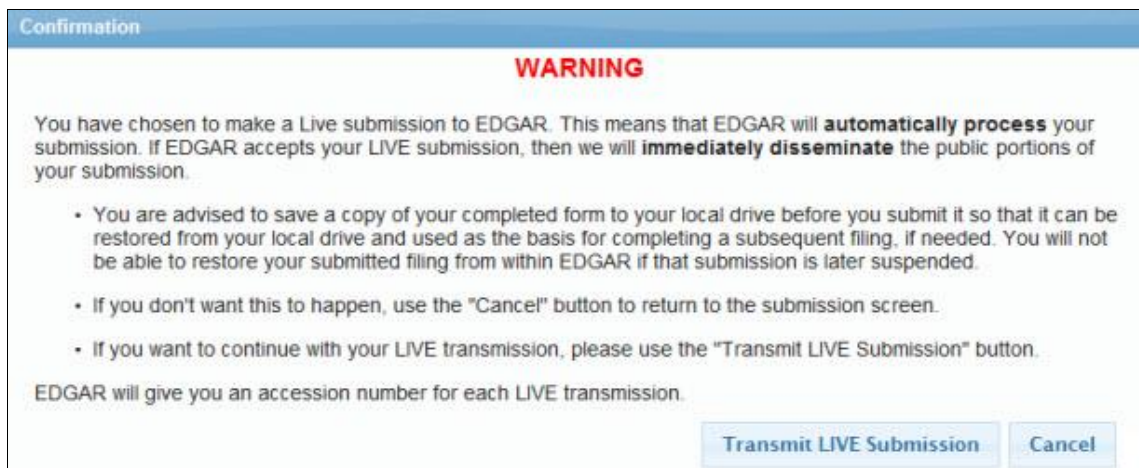 Confirmation
WARNING
You have chosen to make a Live submission to EDGAR. This means that EDGAR will automatically process your
submission. If EDGAR accepts your LIVE submission, then we will immediately disseminate the public portions of
your submission.
• You are advised to save a copy of your completed form to your local drive before you submit it so that it can be
restored from your local drive and used as the basis for completing a subsequent filing, if needed. You will not
be able to restore your submitted filing from within EDGAR if that submission is later suspended.
• If you don't want this to happen, use the "Cancel" button to return to the submission screen.
• If you want to continue with your LIVE transmission, please use the "Transmit LIVE Submission" button.
EDGAR will give you an accession number for each LIVE transmission.
Transmit LIVE Submission Cancel